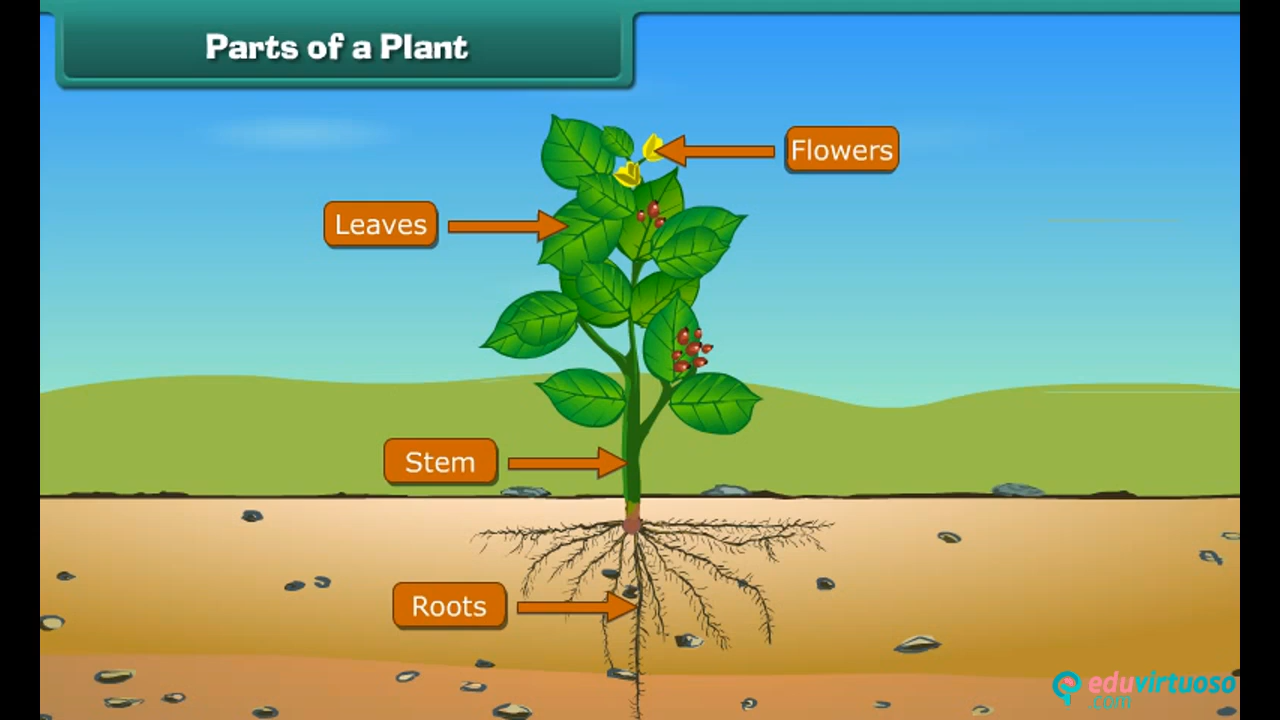 Parts of a Plant
Flowers
Leaves
Stem
Roots
eduvirtuoso
.com